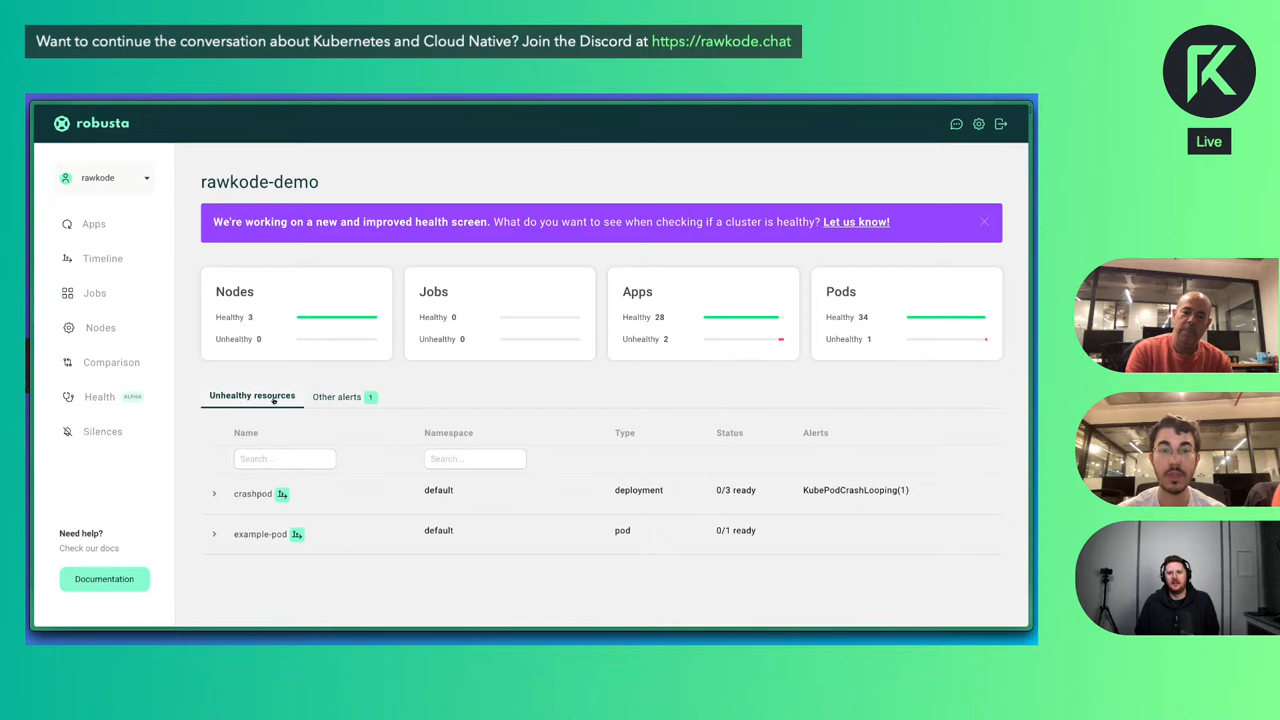 Want to continue the conversation about Kubernetes and Cloud Native? Join the Discord at https://rawkode.chat
Live
robusta
rawkode
Apps
Timeline
Jobs
Nodes
Comparison
Health ALPHA
Silences
Need help?
Check our docs
Documentation
rawkode-demo
We're working on a new and improved health screen. What do you want to see when checking if a cluster is healthy? Let us know!
Nodes
Healthy 3
Unhealthy 0
Jobs
Healthy 0
Unhealthy 0
Apps
Healthy 28
Unhealthy 2
Pods
Healthy 34
Unhealthy 1
Unhealthy resources Other alerts 1
Name Namespace Type Status Alerts
Search... Search...
crashpod default deployment 0/3 ready KubePodCrashLooping(1)
example-pod default pod 0/1 ready